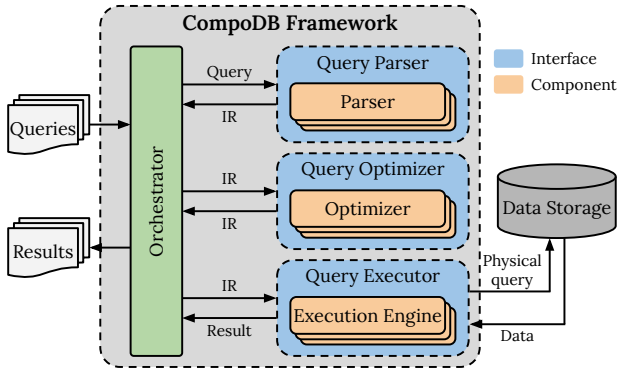 CompoDB Framework
Queries
Results
Orchestrator
Query
IR
Query Parser
Parser
IR
IR
Query Optimizer
Optimizer
IR
Result
Query Executor
Execution Engine
Interface
Component
Data Storage
Physical
query
Data